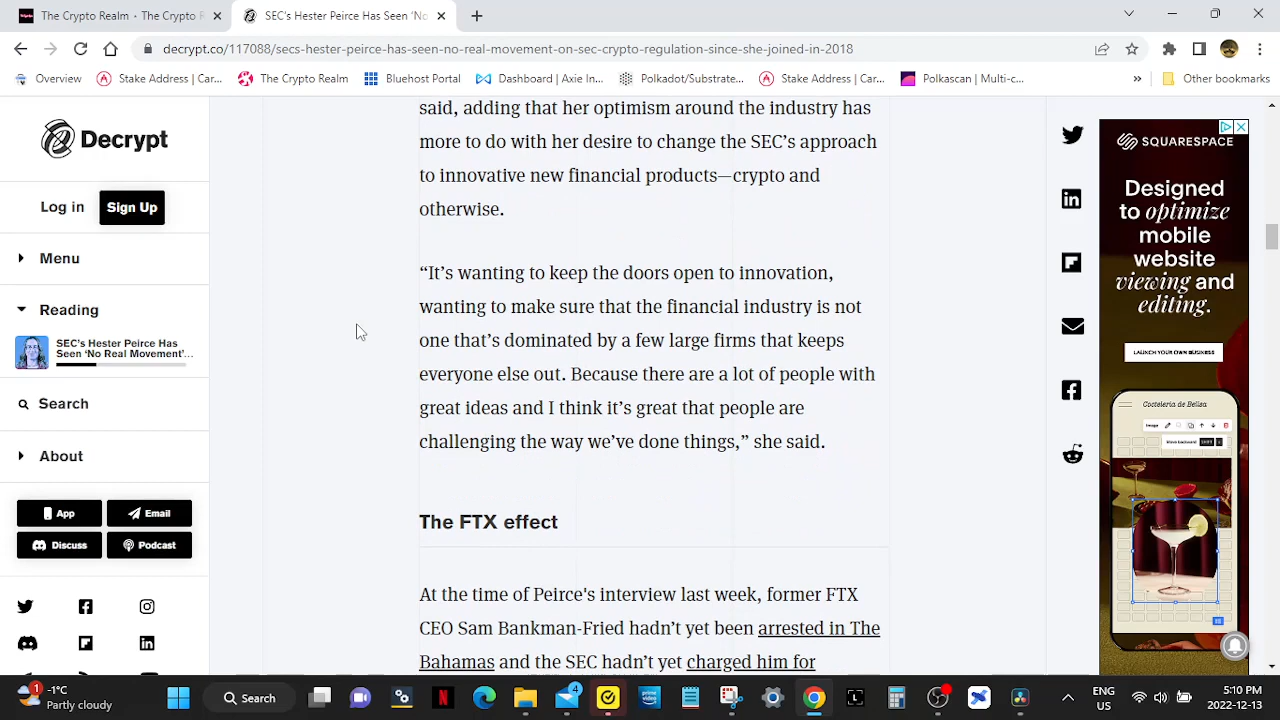 The Crypto Realm • The Crypto R
SEC's Hester Peirce Has Seen 'No
decrypt.co/117088/secs-hester-peirce-has-seen-no-real-movement-on-sec-crypto-regulation-since-she-joined-in-2018
Overview
Stake Address | Car...
The Crypto Realm
Bluehost Portal
Dashboard | Axie In...
Polkadot/Substrate...
Stake Address | Car...
Polkascan | Multi-c...
Other bookmarks
Decrypt
Log in
Sign Up
Menu
Reading
SEC's Hester Peirce Has
Seen 'No Real Movement'...
Search
About
App
Email
Discuss
Podcast
said, adding that her optimism around the industry has
more to do with her desire to change the SEC's approach
to innovative new financial products—crypto and
otherwise.
“It's wanting to keep the doors open to innovation,
wanting to make sure that the financial industry is not
one that's dominated by a few large firms that keeps
everyone else out. Because there are a lot of people with
great ideas and I think it's great that people are
challenging the way we've done things,” she said.
The FTX effect
At the time of Peirce's interview last week, former FTX
CEO Sam Bankman-Fried hadn't yet been arrested in The
Bahamas and the SEC hadn't yet charged him for
SQUARESPACE
Designed
to optimize
mobile
website
viewing and
editing.
LAUNCH YOUR OWN BUSINESS
Cocteleria de Belisa
Image
Move backward
1
-1°C
Partly cloudy
Search
4
ENG
US
5:10 PM
2022-12-13